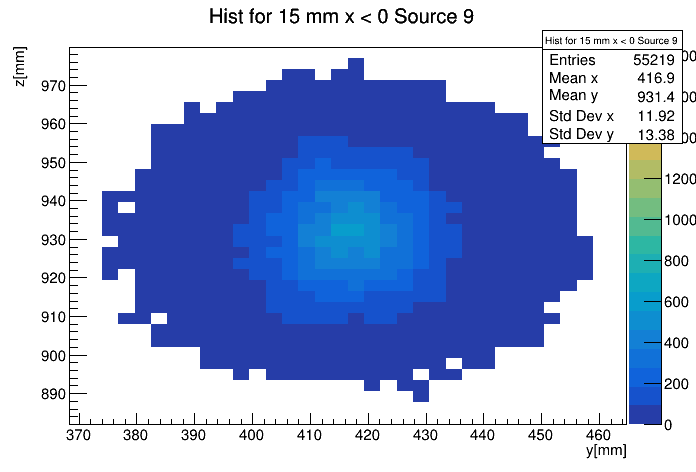 Hist for 15 mm x < 0 Source 9
z[mm]
Hist for 15 mm x < 0 Source 9
Entries 55219
Mean x 416.9
Mean y 931.4
Std Dev x 11.92
Std Dev y 13.38
970
960
950
940
930
920
910
900
890
370 380 390 400 410 420 430 440 450 460
y[mm]
1200
1000
800
600
400
200
0